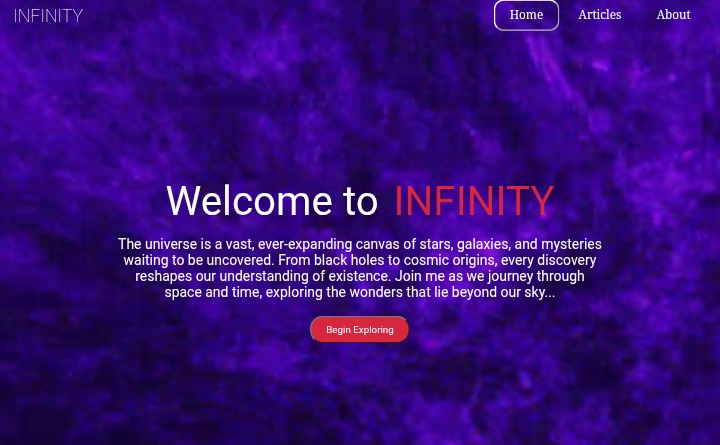 INFINITY
Home Articles About
Welcome to INFINITY
The universe is a vast, ever-expanding canvas of stars, galaxies, and mysteries
waiting to be uncovered. From black holes to cosmic origins, every discovery
reshapes our understanding of existence. Join me as we journey through
space and time, exploring the wonders that lie beyond our sky...
Begin Exploring